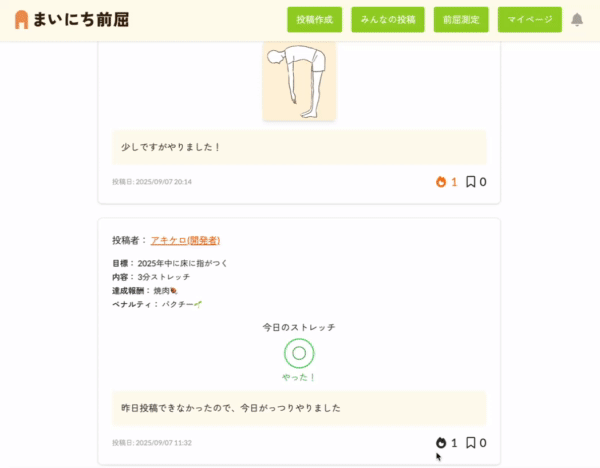 まいにち前屈
投稿作成 みんなの投稿 前屈測定 マイページ
少しですがやりました！
投稿日: 2025/09/07 20:14 1 0
投稿者： アキケロ(開発者)
目標： 2025年中に床に指がつく
内容： 3分ストレッチ
達成報酬： 焼肉🍖
ペナルティ： パクチー🌱
今日のストレッチ
やった！
昨日投稿できなかったので、今日がっつりやりました
投稿日: 2025/09/07 11:32 1 0